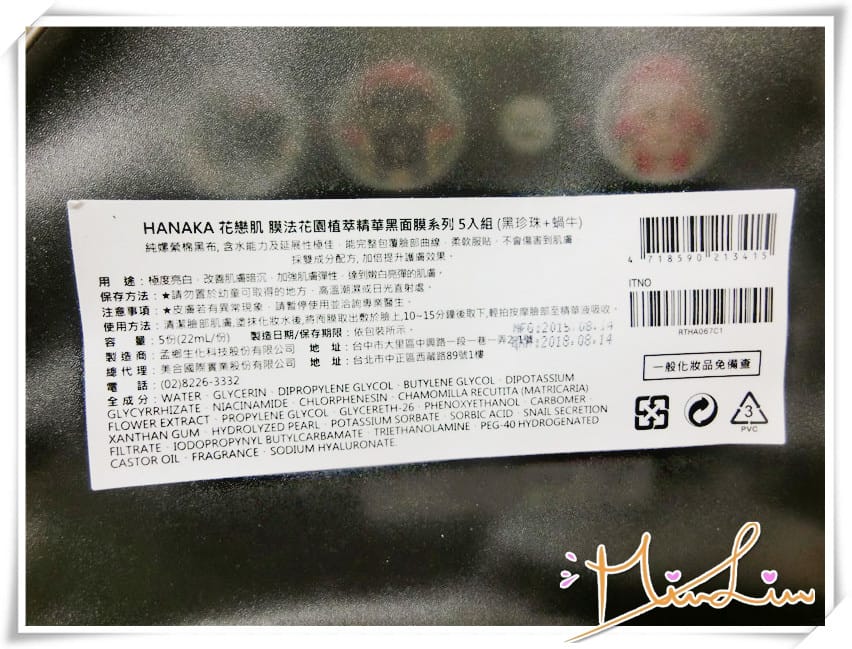 HANAKA 花戀肌 膜法花園植萃精華黑面膜系列 5入組 (黑珍珠+蝸牛)
純嫘縈棉黑布, 含水能力及延展性極佳, 能完整包覆臉部曲線, 柔軟服貼, 不會傷害到肌膚,
採雙成分配方, 加倍提升護膚效果。
用　途：極度亮白, 改善肌膚暗沉, 加強肌膚彈性, 達到嫩白亮彈的肌膚。
保存方法：★請勿置於幼童可取得的地方, 高溫潮濕或日光直射處。
注意事項：★皮膚若有異常現象, 請暫停使用並洽詢專業醫生。
使用方法：清潔臉部肌膚,塗抹化妝水後,將面膜取出敷於臉上,10~15分鐘後取下,輕拍按摩臉部至精華液吸收。
容　量：5份(22mL/份)　製造日期/保存期限：依包裝所示。
MFG:2015.08.14
製造商：孟鄉生化科技股份有限公司　地　址：台中市大里區中興路一段一巷一弄2-1號
2018.08.14
總代理：美合國際實業股份有限公司　地　址：台北市中正區西藏路89號1樓
電　話：(02)8226-3332
全成分：WATER · GLYCERIN · DIPROPYLENE GLYCOL · BUTYLENE GLYCOL · DIPOTASSIUM
GLYCYRRHIZATE · NIACINAMIDE · CHLORPHENESIN · CHAMOMILLA RECUTITA (MATRICARIA)
FLOWER EXTRACT · PROPYLENE GLYCOL · GLYCERETH-26 · PHENOXYETHANOL · CARBOMER ·
XANTHAN GUM · HYDROLYZED PEARL · POTASSIUM SORBATE · SORBIC ACID · SNAIL SECRETION
FILTRATE · IODOPROPYNYL BUTYLCARBAMATE · TRIETHANOLAMINE · PEG-40 HYDROGENATED
CASTOR OIL · FRAGRANCE · SODIUM HYALURONATE
4 718590 213415
ITNO
RTHA067C1
一般化妝品免備查
3
PVC
MinLin